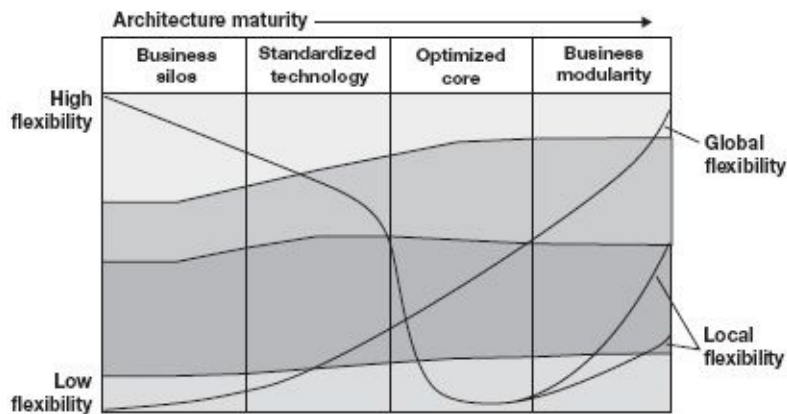 Architecture maturity
Business
silos
Standardized
technology
Optimized
core
Business
modularity
High
flexibility
Global
flexibility
Local
flexibility
Low
flexibility